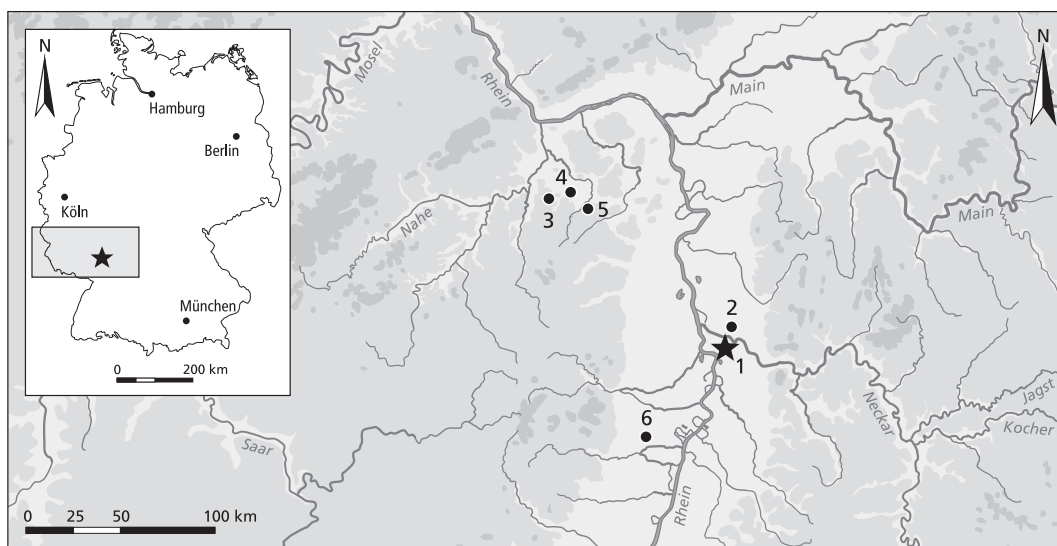 N
Hamburg
Berlin
Köln
München
0 200 km
Mosel
Rhein
Main
N
Nahe
4
3
5
Main
2
1
Neckar
Jagst
Kocher
6
Saar
Rhein
0 25 50 100 km